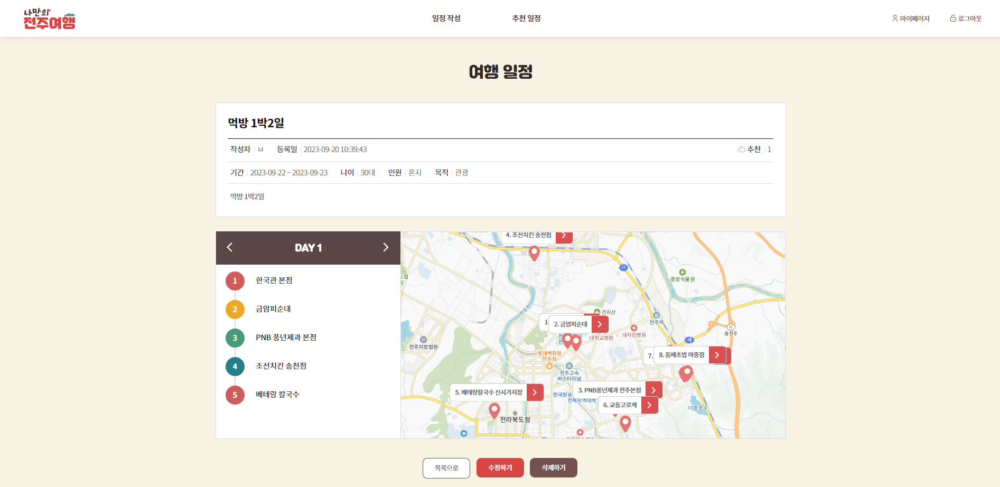 나만의
전주여행
일정 작성
추천 일정
마이페이지
로그아웃
여행 일정
먹방 1박2일
작성자 ㅂ 등록일 2023-09-20 10:39:43
추천 1
기간 2023-09-22 ~ 2023-09-23 나이 30대 인원 혼자 목적 관광
먹방 1박2일
DAY 1
1 한국관 본점
2 금암피순대
3 PNB 풍년제과 본점
4 조선치킨 송천점
5 베테랑 칼국수
4. 조선치킨 송천점
17
중앙식물원
전주천
건지산
1.
2. 금암피순대
전주역
대학교병원
대자인병원
동전주
26
전주지방법원
롯데백화점
전주점
7.
8. 돔베초밥 아중점
전주고속
버스터미널
5. 베테랑칼국수 신시가지점
3. PNB풍년제과 전주본점
한국방송
전북지역대학
6. 교동고로케
아중호수
전라북도청
목록으로
수정하기
삭제하기